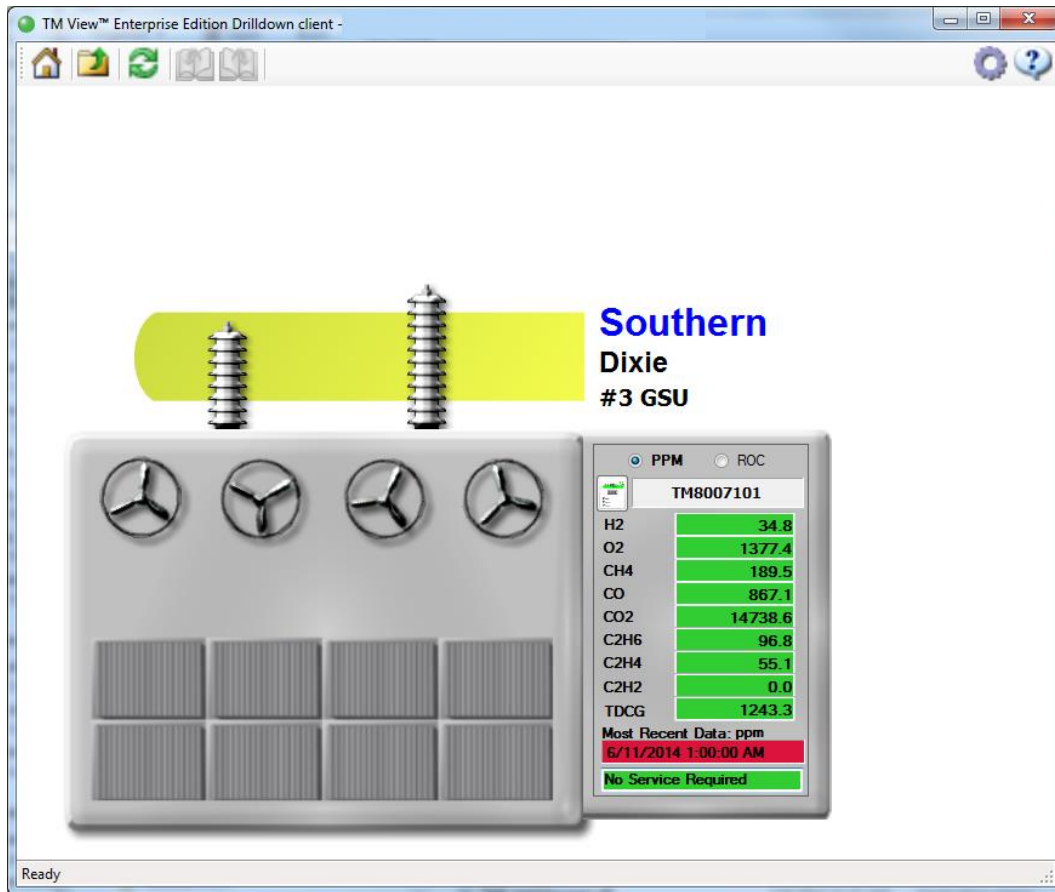 TM View™ Enterprise Edition Drilldown client -
Southern
Dixie
#3 GSU
PPM ROC
TM8007101
H2 34.8
O2 1377.4
CH4 189.5
CO 867.1
CO2 14738.6
C2H6 96.8
C2H4 55.1
C2H2 0.0
TDCG 1243.3
Most Recent Data: ppm
6/11/2014 1:00:00 AM
No Service Required
Ready